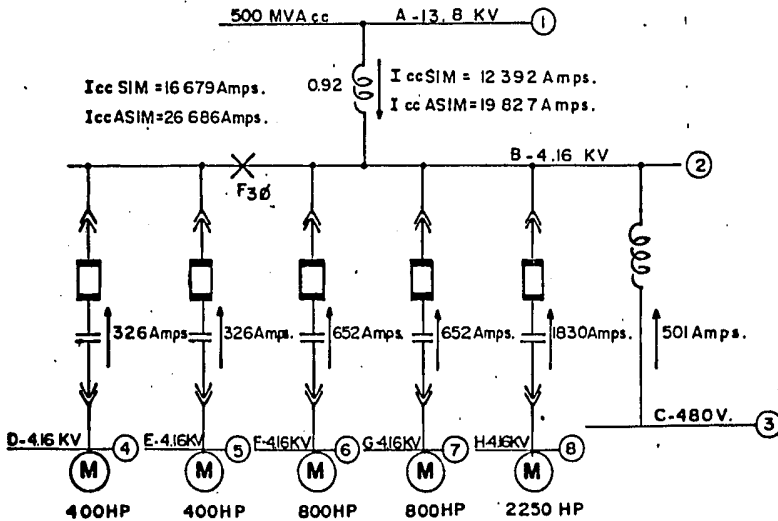 500 MVA cc
A-13,8 KV
1
Icc SIM = 16 679 Amps.
Icc ASIM = 26 686 Amps.
0.92
Icc SIM = 12 392 Amps.
Icc ASIM = 19 827 Amps.
B-4.16 KV
2
F3Ø
326 Amps.
326 Amps.
652 Amps.
652 Amps.
1830 Amps.
501 Amps.
C-480 V.
3
D-4.16 KV
4
E-4.16 KV
5
F-4.16 KV
6
G-4.16 KV
7
H-4.16 KV
8
M
M
M
M
M
400 HP
400 HP
800 HP
800 HP
2250 HP